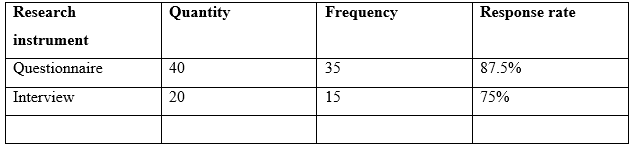 Research instrument Quantity Frequency Response rate
Questionnaire 40 35 87.5%
Interview 20 15 75%